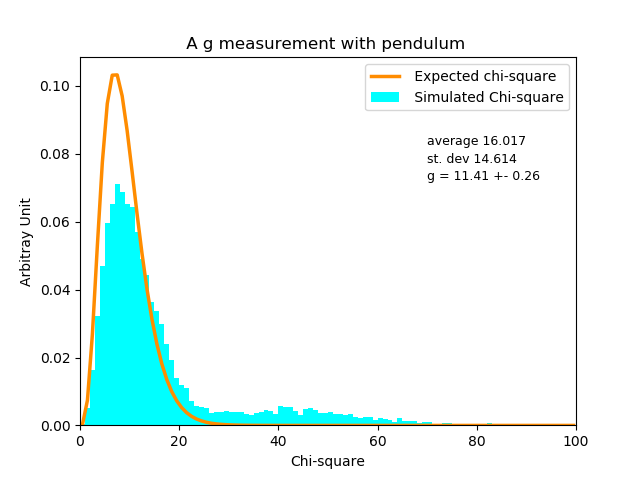 A g measurement with pendulum
Expected chi-square
Simulated Chi-square
average 16.017
st. dev 14.614
g = 11.41 +- 0.26
Arbitray Unit
0.10
0.08
0.06
0.04
0.02
0.00
0 20 40 60 80 100
Chi-square